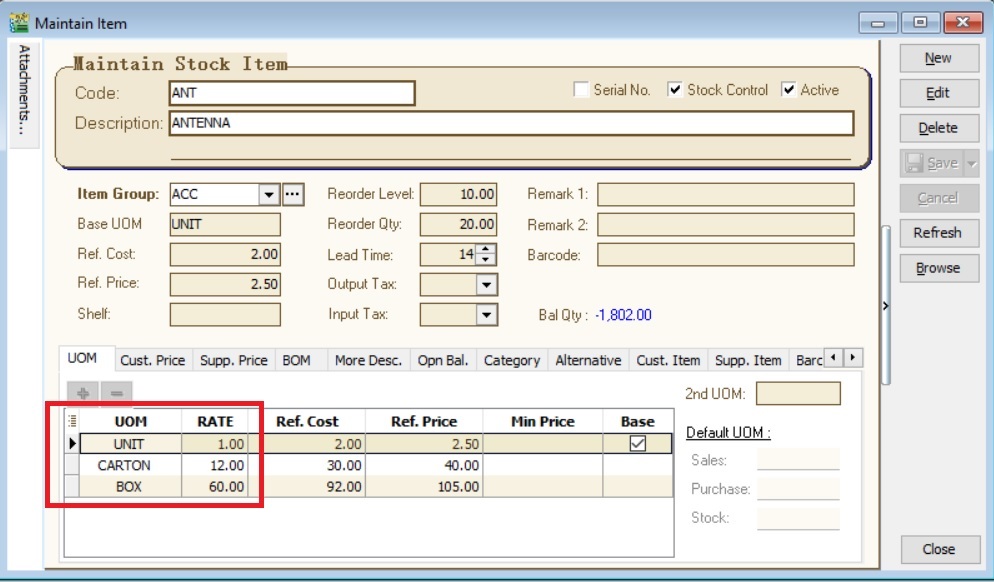 Maintain Item
Attachments...
Maintain Stock Item
Code: ANT Serial No. Stock Control Active
Description: ANTENNA
Item Group: ACC Reorder Level: 10.00 Remark 1:
Base UOM UNIT Reorder Qty: 20.00 Remark 2:
Ref. Cost: 2.00 Lead Time: 14 Barcode:
Ref. Price: 2.50 Output Tax:
Shelf: Input Tax: Bal Qty : -1,802.00
UOM Cust. Price Supp. Price BOM More Desc. Opn Bal. Category Alternative Cust. Item Supp. Item Barc
2nd UOM:
UOM RATE Ref. Cost Ref. Price Min Price Base
UNIT 1.00 2.00 2.50
CARTON 12.00 30.00 40.00
BOX 60.00 92.00 105.00
Default UOM :
Sales:
Purchase:
Stock:
New
Edit
Delete
Save
Cancel
Refresh
Browse
Close